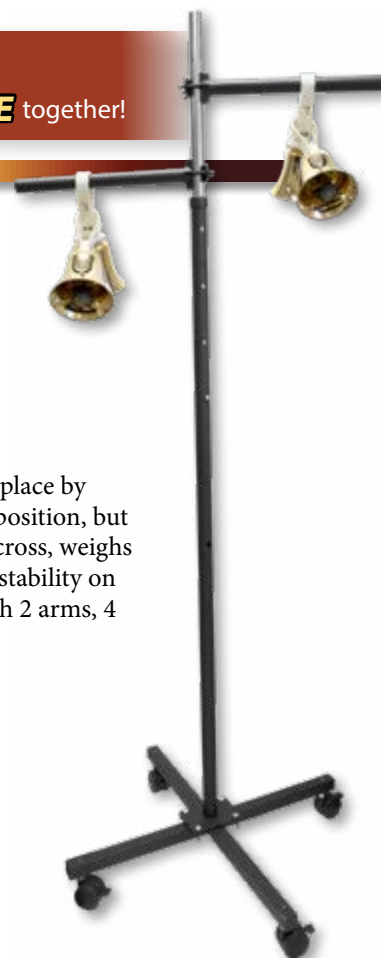 E together!
place by
position, but
cross, weighs
stability on
h 2 arms, 4